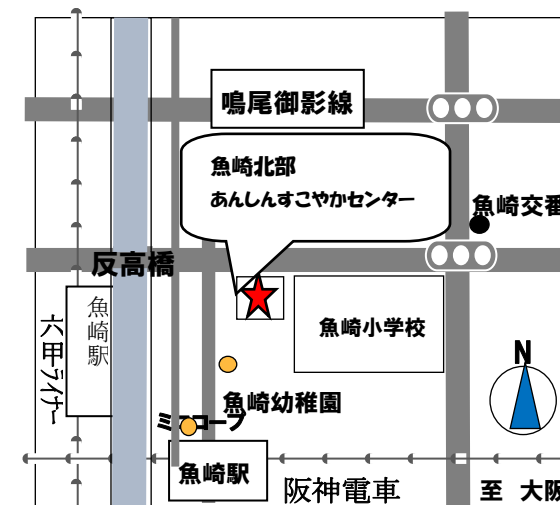 鳴尾御影線
魚崎北部
あんしんすこやかセンター
魚崎交番
反高橋
魚崎駅
六甲ライナー
魚崎小学校
N
魚崎幼稚園
コープ
魚崎駅
阪神電車
至 大阪